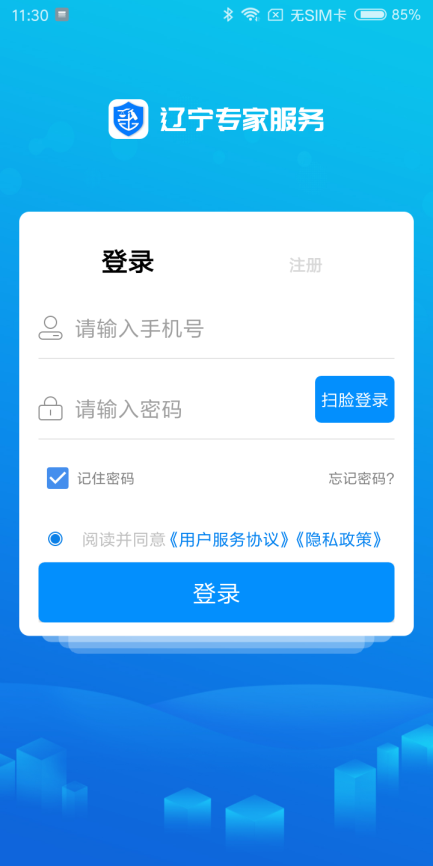 11:30
无SIM卡
85%
辽宁专家服务
登录
注册
请输入手机号
请输入密码
扫脸登录
记住密码
忘记密码?
阅读并同意《用户服务协议》《隐私政策》
登录